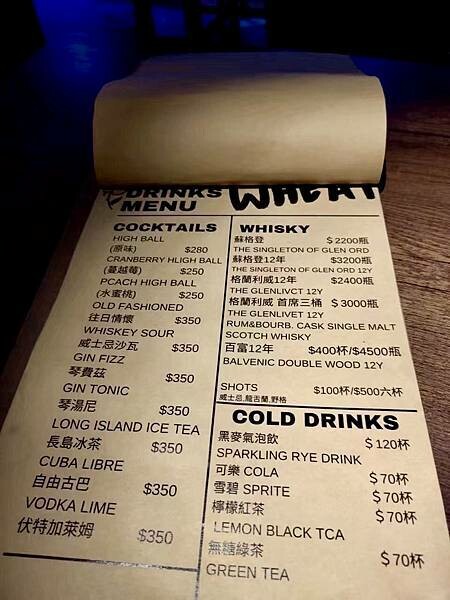 DRINKS
MENU
COCKTAILS
HIGH BALL
(原味) $280
CRANBERRY HLIGH BALL
(蔓越莓) $250
PCACH HIGH BALL
(水蜜桃) $250
OLD FASHIONED
往日情懷 $350
WHISKEY SOUR
威士忌沙瓦 $350
GIN FIZZ
琴費茲 $350
GIN TONIC
琴湯尼 $350
LONG ISLAND ICE TEA
長島冰茶 $350
CUBA LIBRE
自由古巴 $350
VODKA LIME
伏特加萊姆 $350
WHISKY
蘇格登 $2200瓶
THE SINGLETON OF GLEN ORD
蘇格登12年 $3200瓶
THE SINGLETON OF GLEN ORD 12Y
格蘭利威12年 $2400瓶
THE GLENLIVCT 12Y
格蘭利威 首席三桶 $3000瓶
THE GLENLIVET 12Y
RUM&BOURB. CASK SINGLE MALT
SCOTCH WHISKY
百富12年 $400杯/$4500瓶
BALVENIC DOUBLE WOOD 12Y
SHOTS $100杯/$500六杯
威士忌,龍舌蘭,野格
COLD DRINKS
黑麥氣泡飲 $120杯
SPARKLING RYE DRINK
可樂 COLA $70杯
雪碧 SPRITE $70杯
檸檬紅茶 $70杯
LEMON BLACK TCA
無糖綠茶 $70杯
GREEN TEA